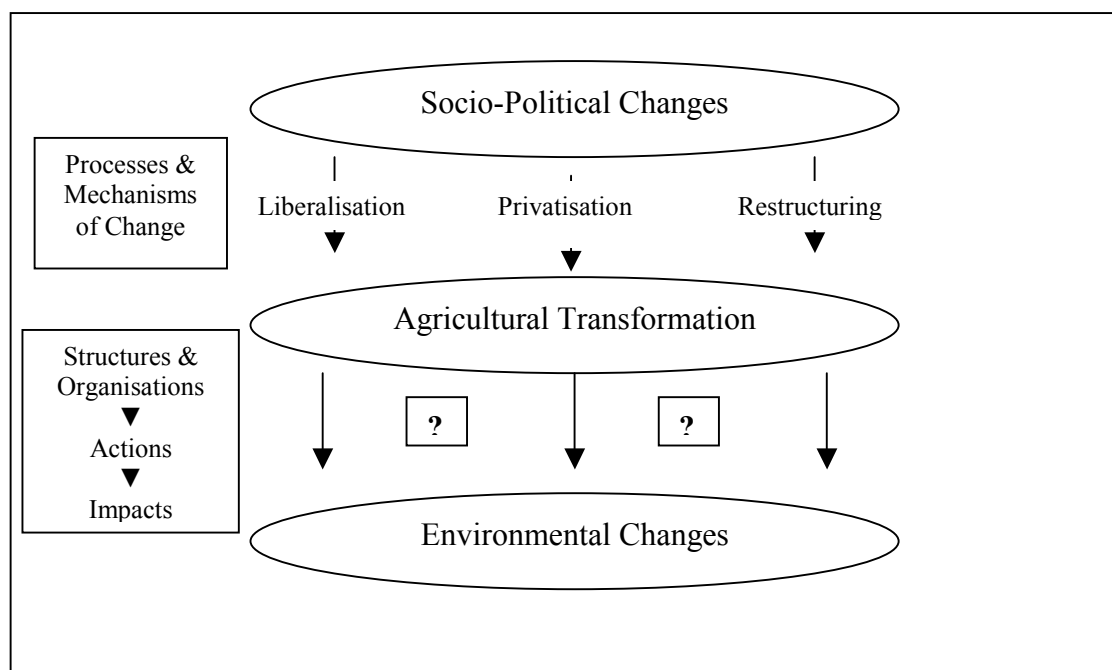 Socio-Political Changes
Processes &
Mechanisms
of Change
Liberalisation Privatisation Restructuring
Agricultural Transformation
Structures &
Organisations
Actions
Impacts
? ?
Environmental Changes